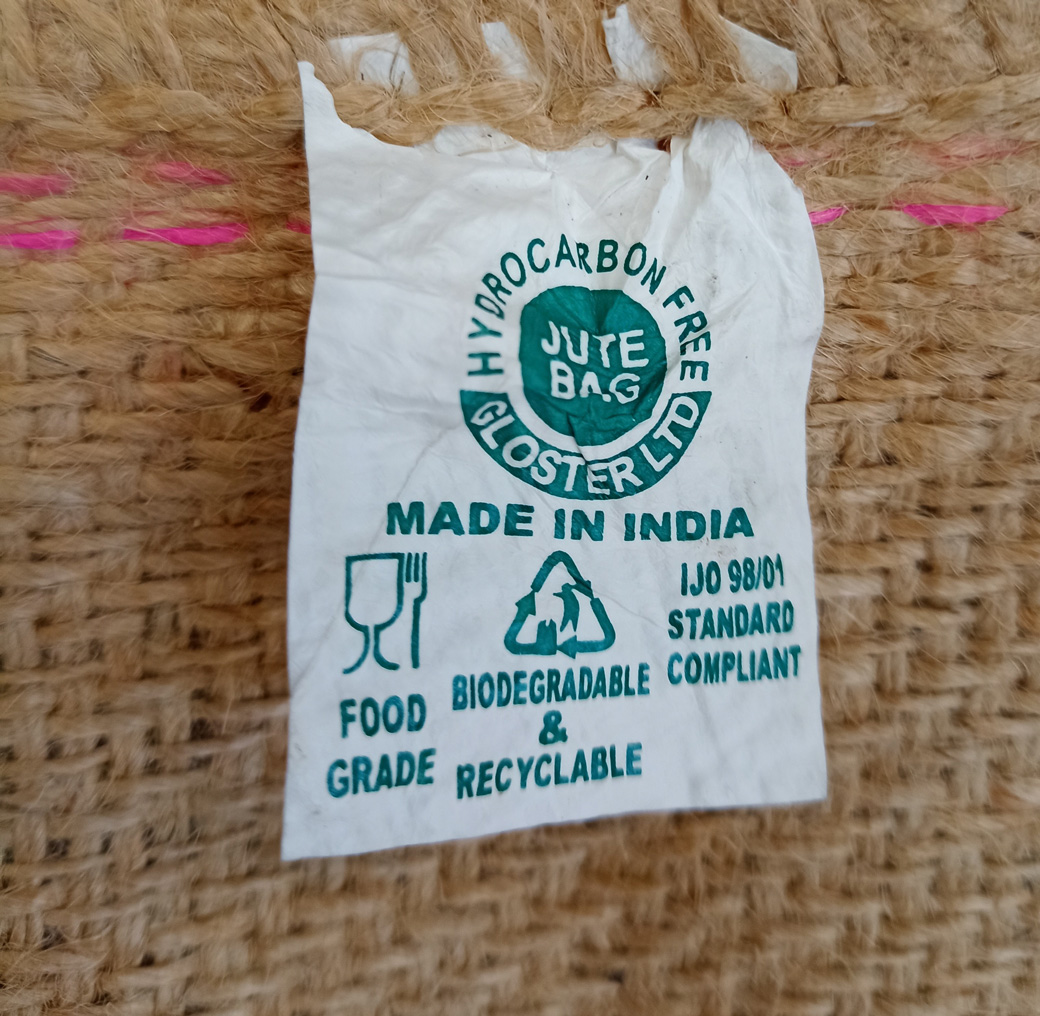 HYDROCARBON FREE
JUTE
BAG
GLOSTER LTD
MADE IN INDIA
IJO 98/01
STANDARD
COMPLIANT
FOOD
GRADE
BIODEGRADABLE
&
RECYCLABLE